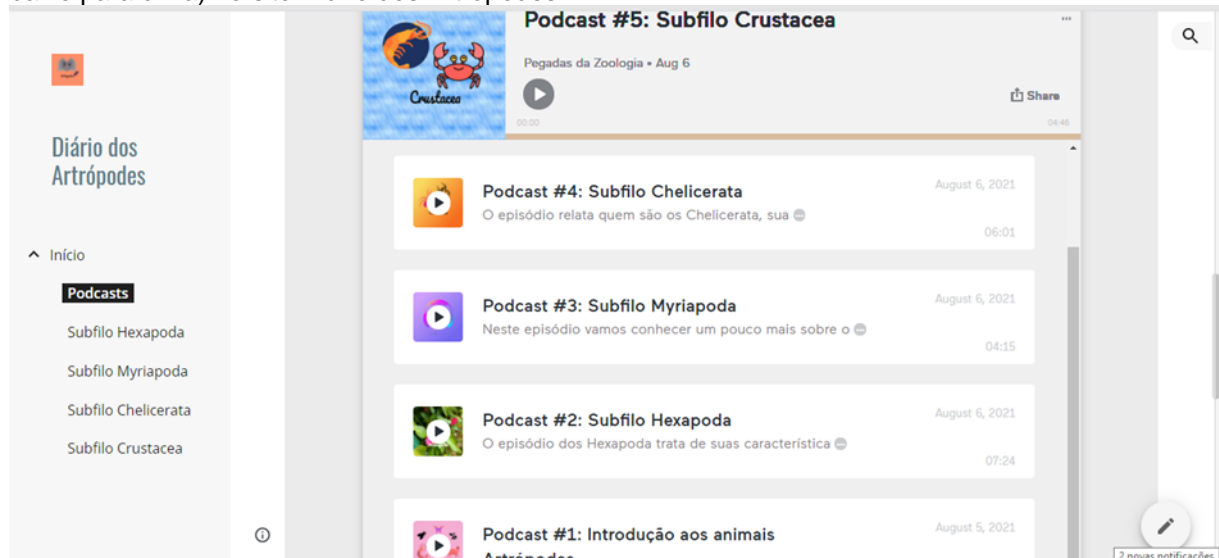 Podcast #5: Subfilo Crustacea
Pegadas da Zoologia • Aug 6
Crustacea
Share
00:00
04:46
Diário dos
Artrópodes
Início
Podcasts
Subfilo Hexapoda
Subfilo Myriapoda
Subfilo Chelicerata
Subfilo Crustacea
Podcast #4: Subfilo Chelicerata
August 6, 2021
O episódio relata quem são os Chelicerata, sua
06:01
Podcast #3: Subfilo Myriapoda
August 6, 2021
Neste episódio vamos conhecer um pouco mais sobre o
04:15
Podcast #2: Subfilo Hexapoda
August 6, 2021
O episódio dos Hexapoda trata de suas característica
07:24
Podcast #1: Introdução aos animais
August 5, 2021
Artrópodes
2 novas notificações